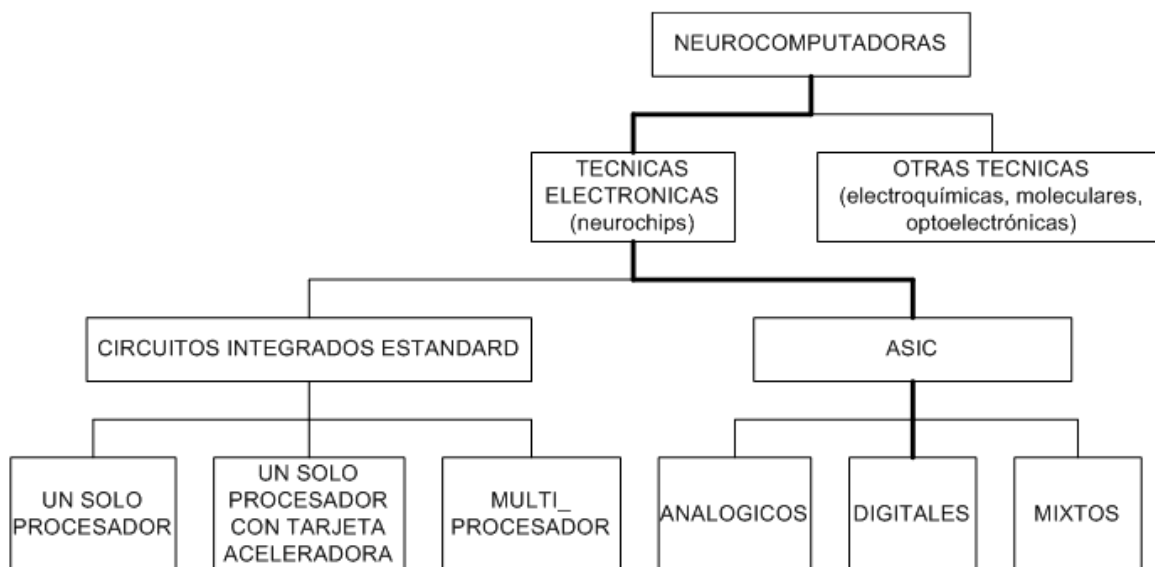 NEUROCOMPUTADORAS
TECNICAS
ELECTRONICAS
(neurochips)
OTRAS TECNICAS
(electroquímicas, moleculares,
optoelectrónicas)
CIRCUITOS INTEGRADOS ESTANDARD
ASIC
UN SOLO
PROCESADOR
UN SOLO
PROCESADOR
CON TARJETA
ACELERADORA
MULTI_
PROCESADOR
ANALOGICOS
DIGITALES
MIXTOS